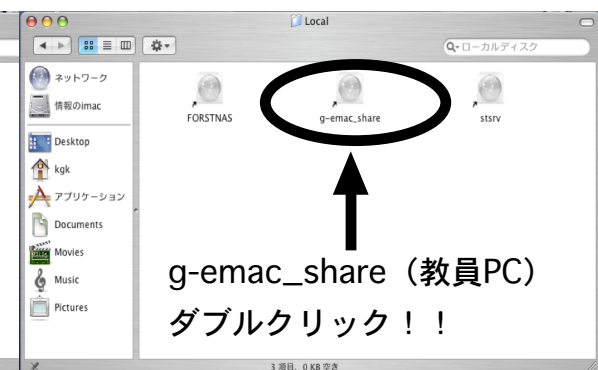 Local
ローカルディスク
ネットワーク
情報のimac
Desktop
kgk
アプリケーション
Documents
Movies
Music
Pictures
FORSTNAS
g-emac_share
stsrv
g-emac_share（教員PC）
ダブルクリック！！
3 項目、0 KB 空き